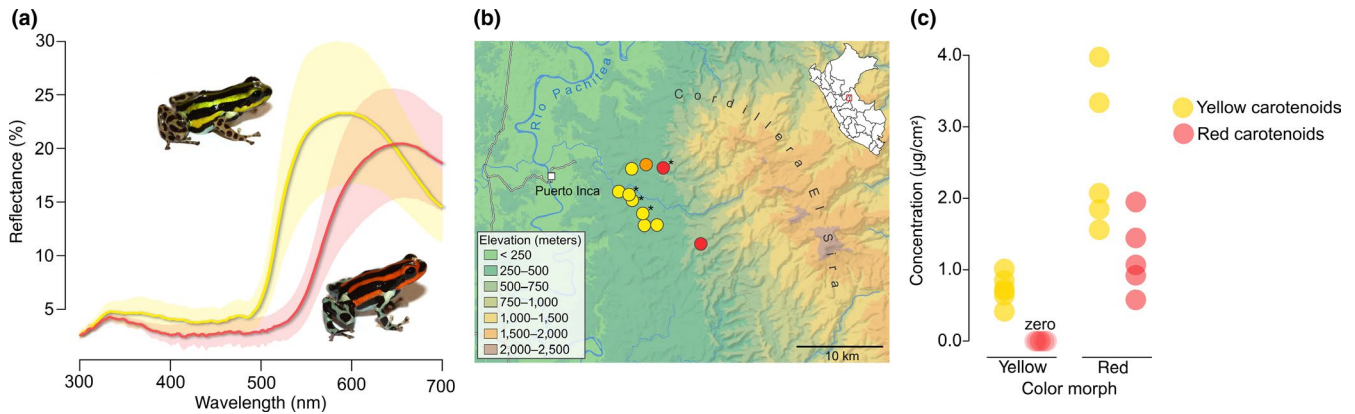 (a)
30
25
20
15
10
5
Reflectance (%)
300
400
500
600
700
Wavelength (nm)
(b)
Río Pachitea
Cordillera El Sira
Puerto Inca
*
*
*
*
Elevation (meters)
< 250
250–500
500–750
750–1,000
1,000–1,500
1,500–2,000
2,000–2,500
10 km
(c)
4.0
3.0
2.0
1.0
0.0
Concentration (µg/cm²)
zero
Yellow
Red
Color morph
Yellow carotenoids
Red carotenoids